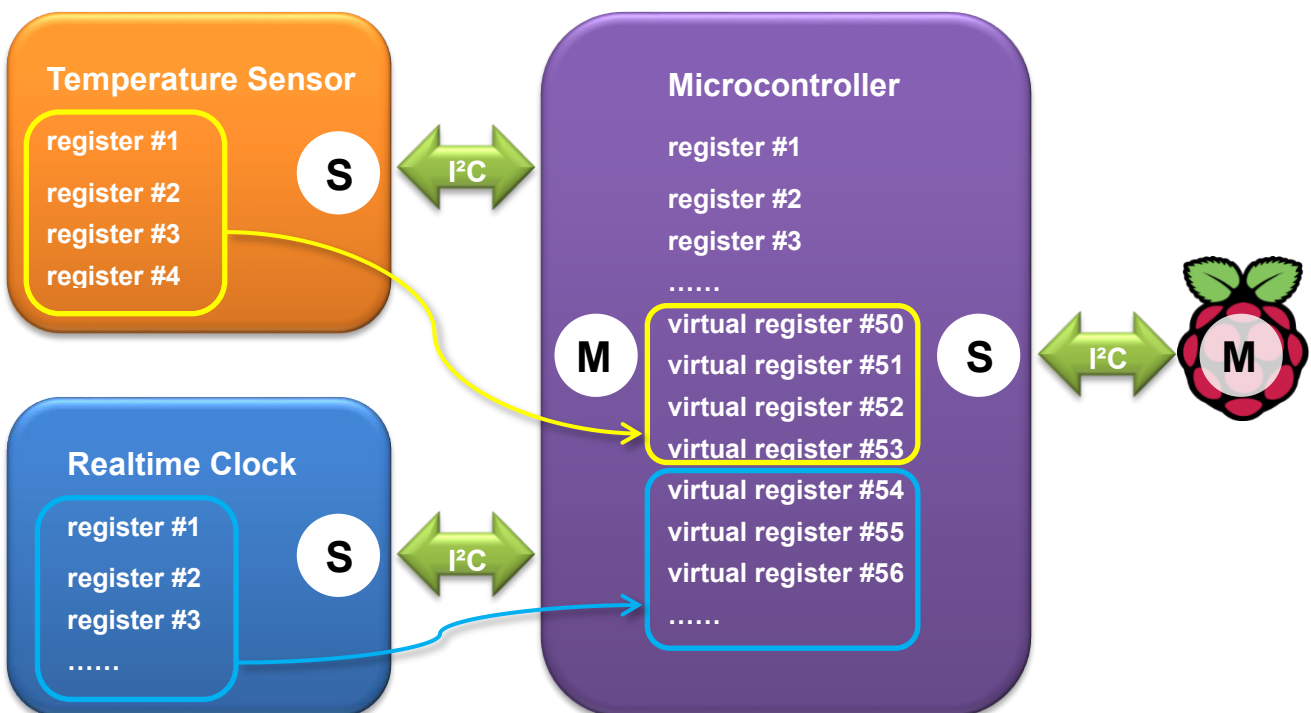 Temperature Sensor
register #1
register #2
register #3
register #4
S
I²C
Realtime Clock
register #1
register #2
register #3
......
S
I²C
Microcontroller
register #1
register #2
register #3
......
M
virtual register #50
virtual register #51
virtual register #52
virtual register #53
virtual register #54
virtual register #55
virtual register #56
......
S
I²C
M